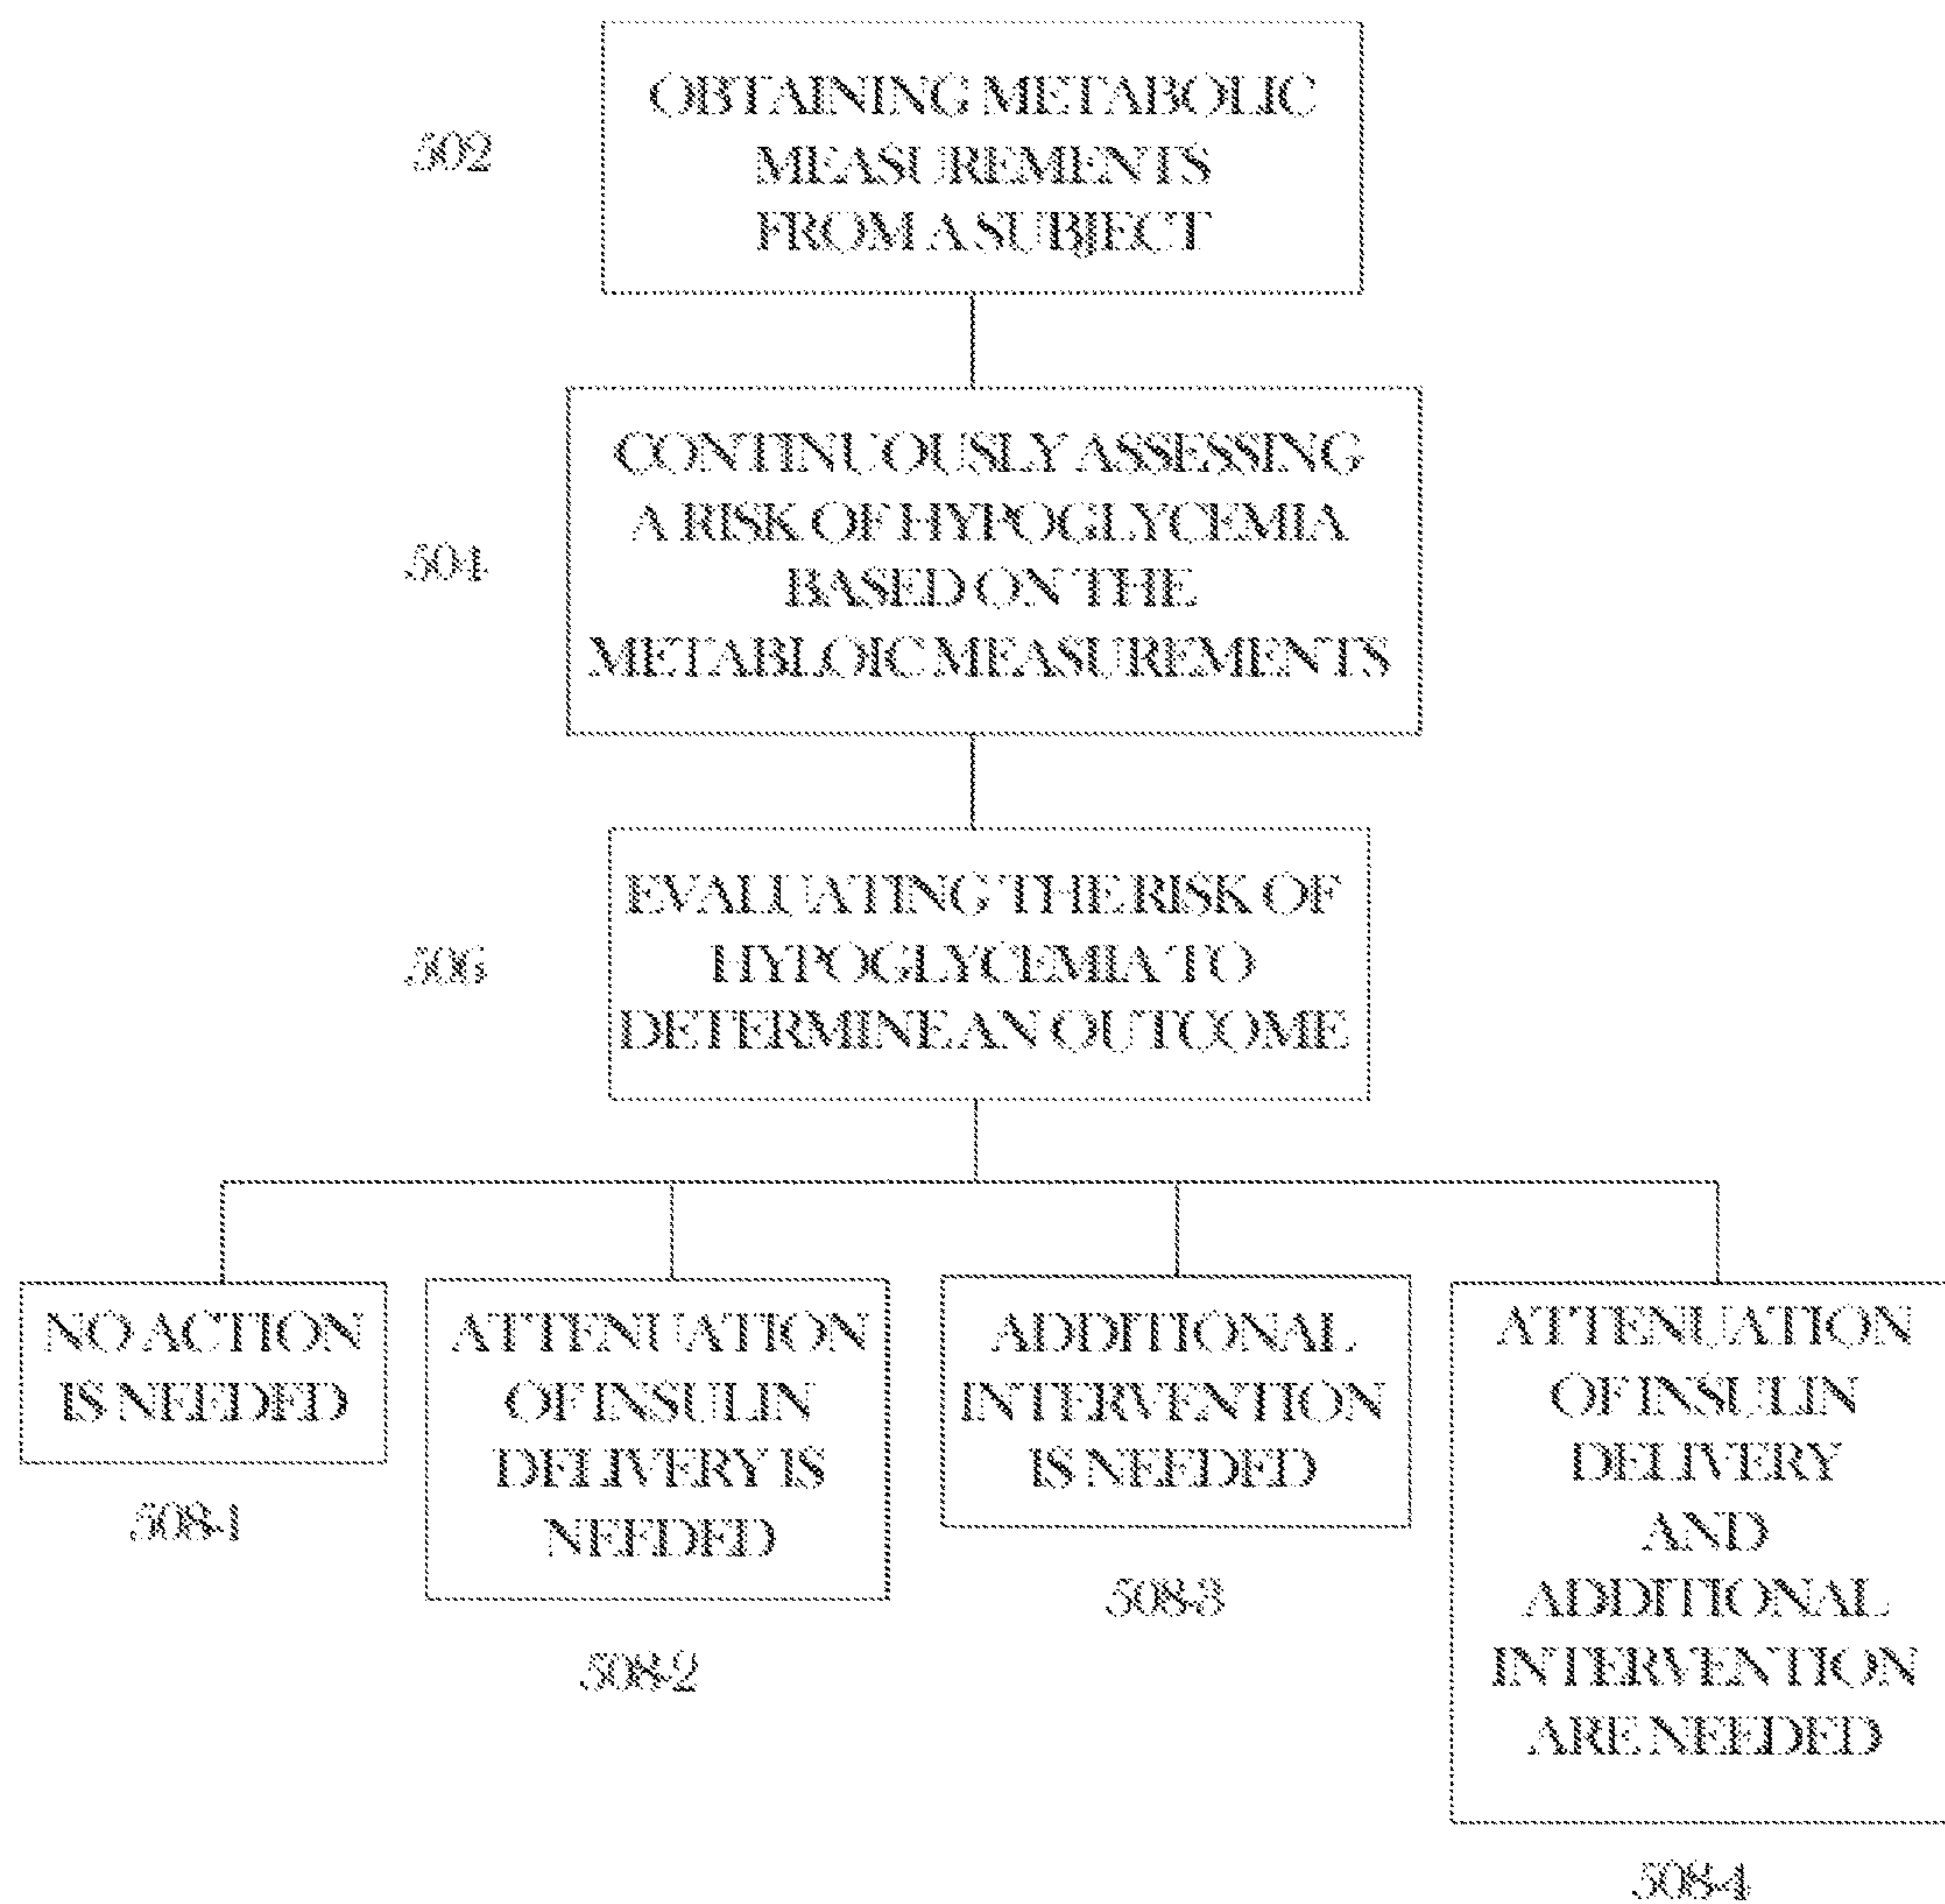 OBTAINING METABOLIC
MEASUREMENTS
FROM A SUBJECT
502
CONTINUOUSLY ASSESSING
A RISK OF HYPOGLYCEMIA
BASED ON THE
METABLOIC MEASUREMENTS
504
EVALUATING THE RISK OF
HYPOGLYCEMIA TO
DETERMINE AN OUTCOME
506
NO ACTION
IS NEEDED
508-1
ATTENUATION
OF INSULIN
DELIVERY IS
NEEDED
508-2
ADDITIONAL
INTERVENTION
IS NEEDED
508-3
ATTENUATION
OF INSULIN
DELIVERY
AND
ADDITIONAL
INTERVENTION
ARE NEEDED
508-4